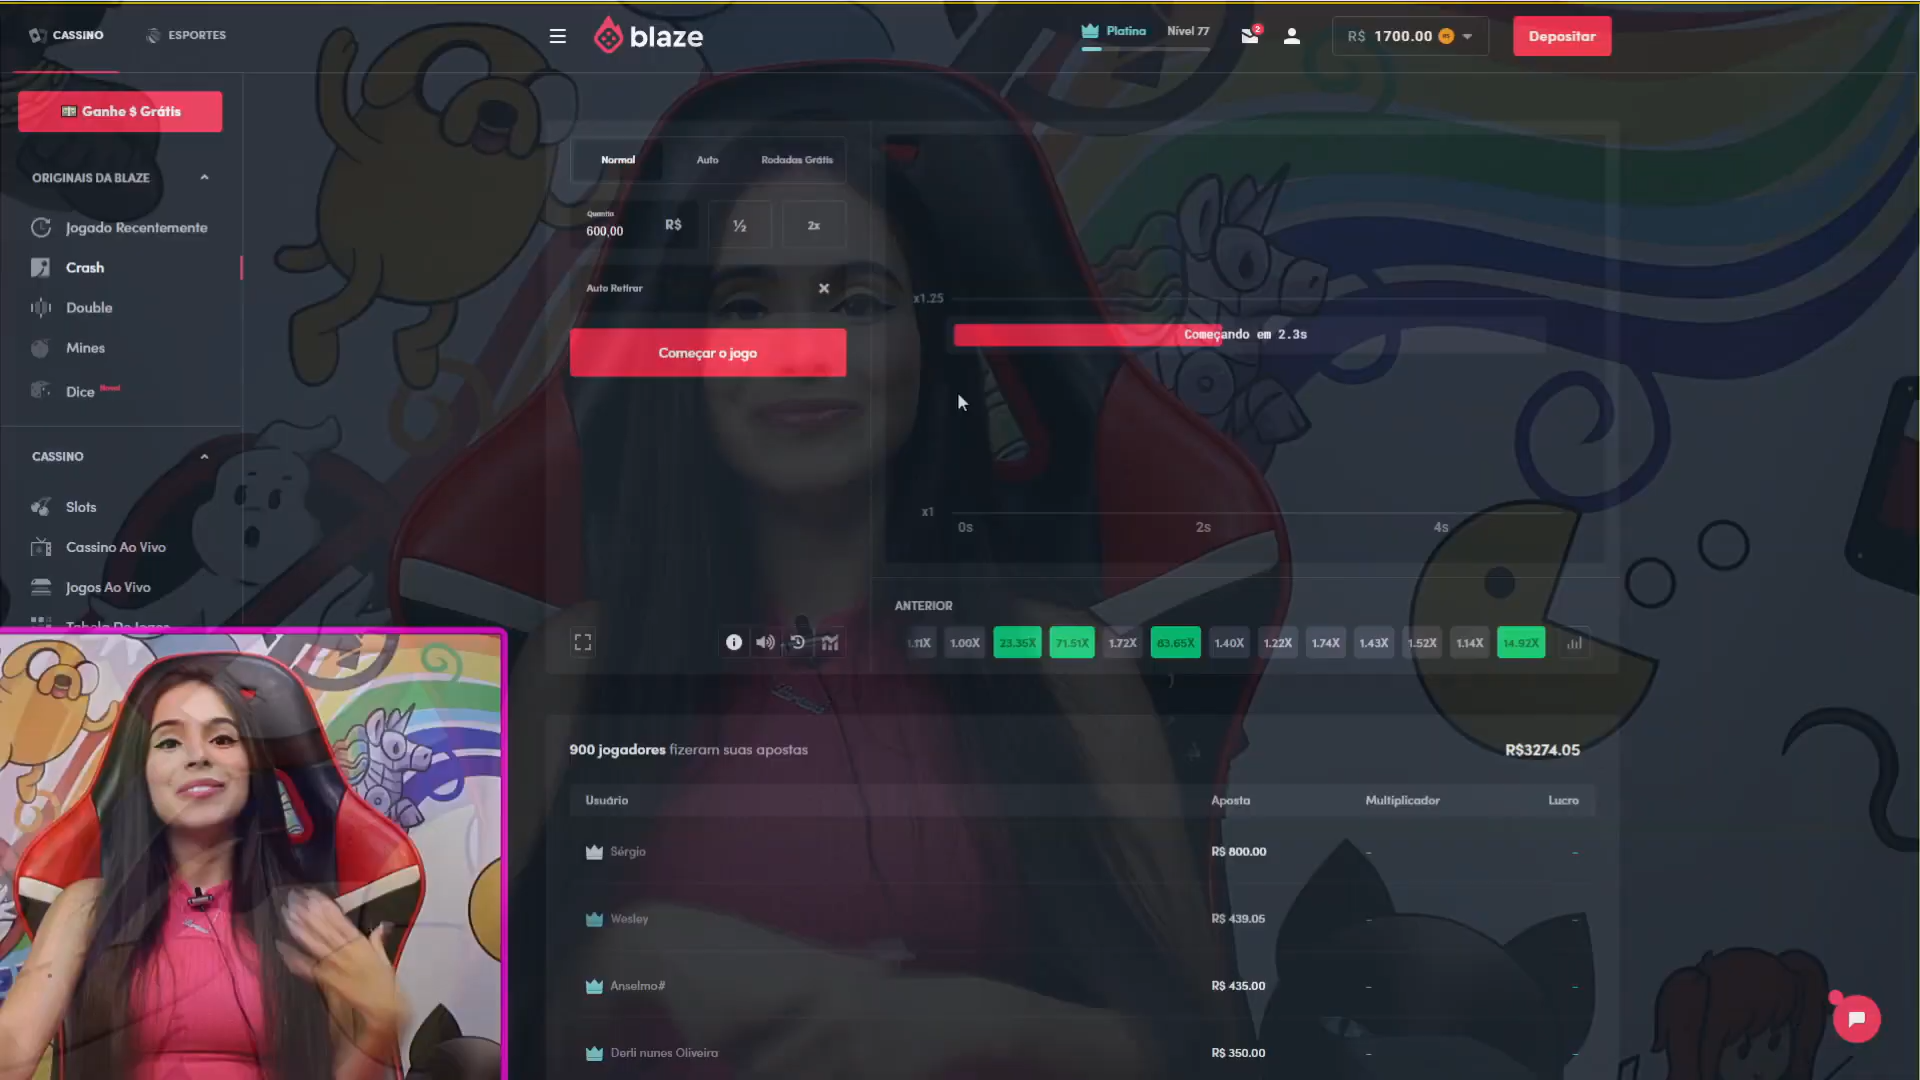 CASSINO
ESPORTES
blaze
Platina
Nível 77
2
R$ 1700.00
Depositar
Ganhe $ Grátis
ORIGINAIS DA BLAZE
Jogado Recentemente
Crash
Double
Mines
Dice
CASSINO
Slots
Cassino Ao Vivo
Jogos Ao Vivo
Normal
Auto
Rodadas Grátis
Quantia
600,00
R$
½
2x
Auto Retirar
Começar o jogo
x1.25
Começando em 2.3s
x1
0s
2s
4s
ANTERIOR
1.11X
1.00X
23.35X
71.51X
1.72X
83.65X
1.40X
1.22X
1.74X
1.43X
1.52X
1.14X
14.92X
900 jogadores fizeram suas apostas
R$3274.05
Usuário
Aposta
Multiplicador
Lucro
Sérgio
R$ 800.00
-
-
Wesley
R$ 439.05
-
-
Anselmo#
R$ 435.00
-
-
Derli nunes Oliveira
R$ 350.00
-
-